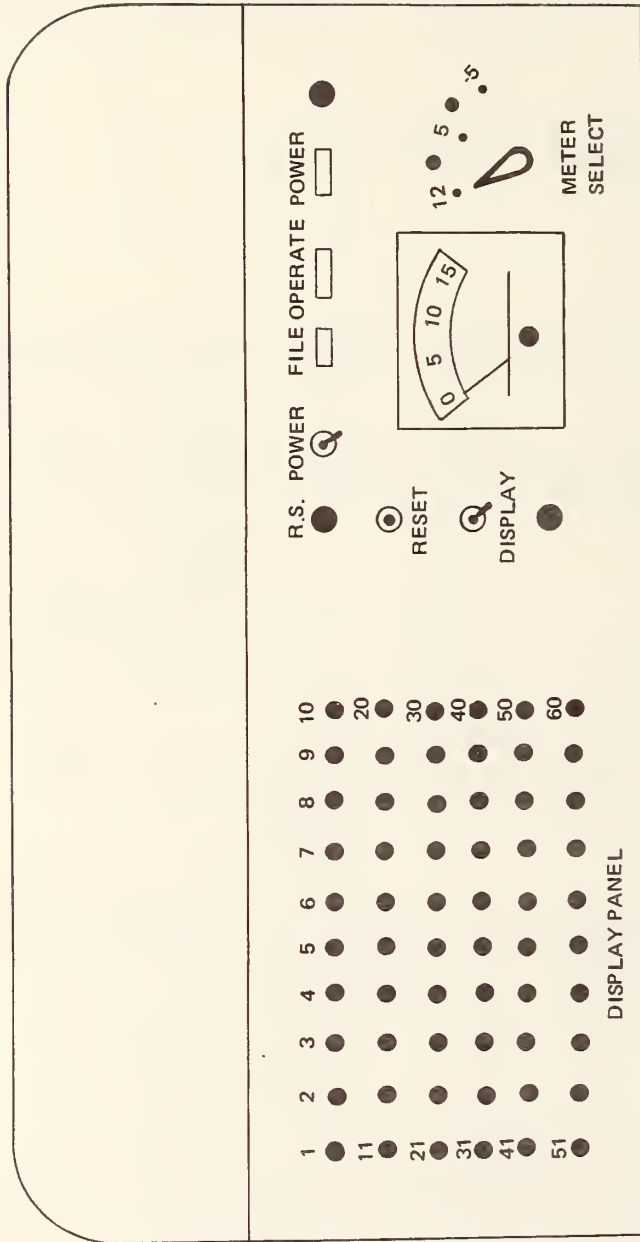 1 2 3 4 5 6 7 8 9 10
11 20
21 30
31 40
41 50
51 60
DISPLAY PANEL
R.S. POWER FILE OPERATE POWER
RESET
DISPLAY
0 5 10 15
12 5 -5
METER
SELECT